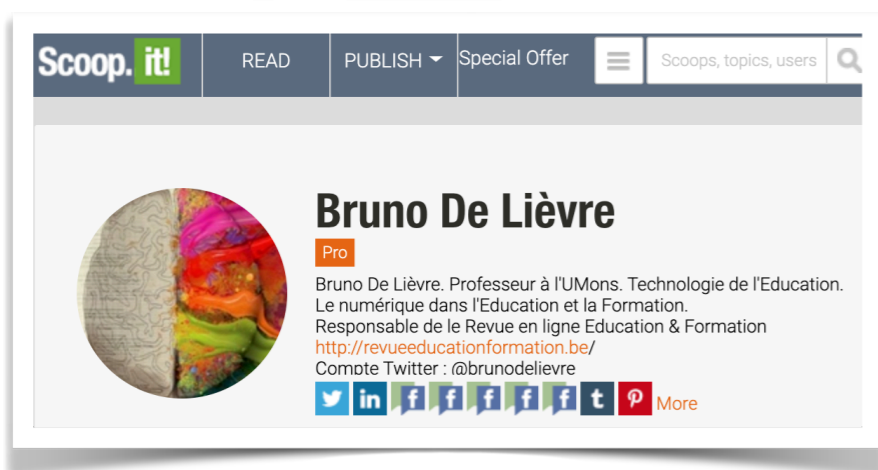 Scoop.it! READ PUBLISH Special Offer Scoops, topics, users
Bruno De Lièvre
Pro
Bruno De Lièvre. Professeur à l'UMons. Technologie de l'Education.
Le numérique dans l'Education et la Formation.
Responsable de le Revue en ligne Education & Formation
http://revueeducationformation.be/
Compte Twitter : @brunodelievre
in f f f f f t
More